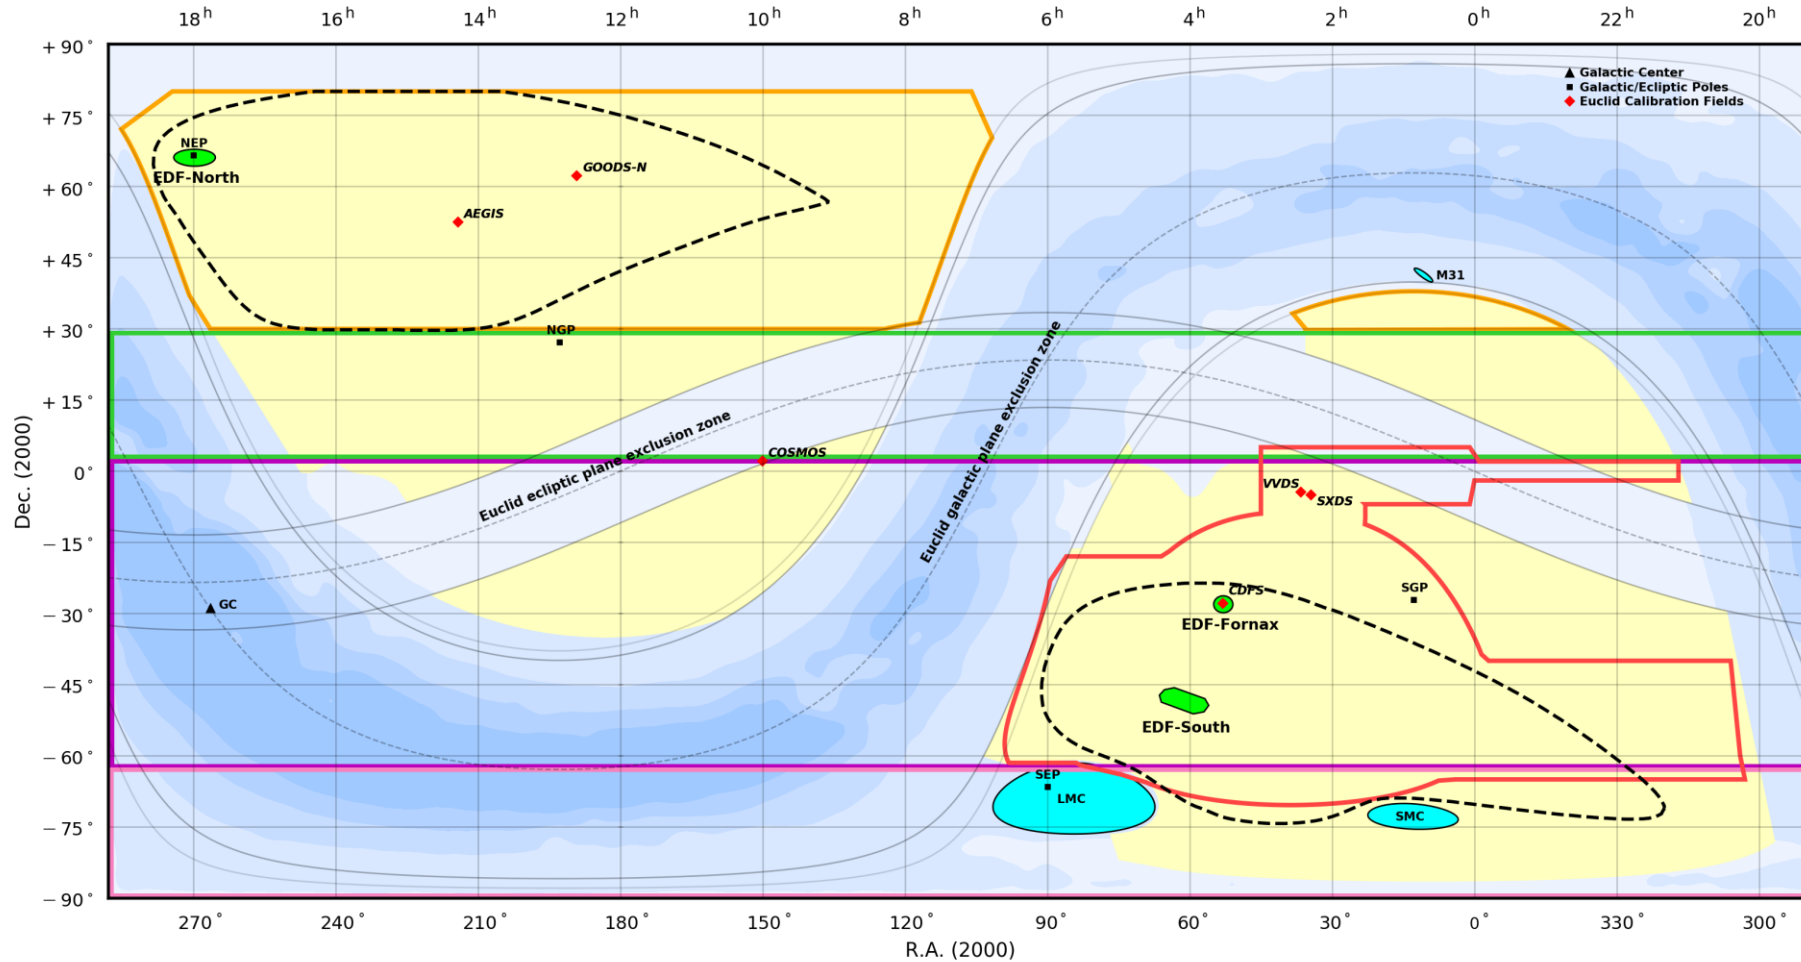 18h 16h 14h 12h 10h 8h 6h 4h 2h 0h 22h 20h
+90°
+75°
+60°
+45°
+30°
+15°
0°
−15°
−30°
−45°
−60°
−75°
−90°
Dec. (2000)
Galactic Center
Galactic/Ecliptic Poles
Euclid Calibration Fields
NEP
EDF-North
GOODS-N
AEGIS
NGP
M31
Euclid ecliptic plane exclusion zone
Euclid galactic plane exclusion zone
COSMOS
VVDS
SXDS
GC
CDFS
SGP
EDF-Fornax
EDF-South
SEP
LMC
SMC
270° 240° 210° 180° 150° 120° 90° 60° 30° 0° 330° 300°
R.A. (2000)